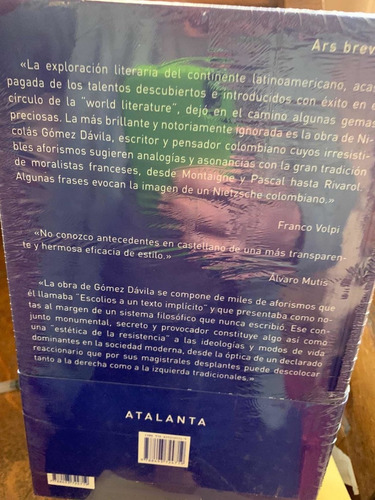 Ars brev
«La exploración literaria del continente latinoamericano, acas
pagada de los talentos descubiertos e introducidos con éxito en e
círculo de la "world literature", dejó en el camino algunas gemas
preciosas. La más brillante y notoriamente ignorada es la obra de Ni-
colás Gómez Dávila, escritor y pensador colombiano cuyos irresisti-
bles aforismos sugieren analogías y asonancias con la gran tradición
de moralistas franceses, desde Montaigne y Pascal hasta Rivarol.
Algunas frases evocan la imagen de un Nietzsche colombiano.»
Franco Volpi
«No conozco antecedentes en castellano de una más transparen-
te y hermosa eficacia de estilo.»
Álvaro Mutis
«La obra de Gómez Dávila se compone de miles de aforismos que
él llamaba "Escolios a un texto implícito" y que presentaba como no-
tas al margen de un sistema filosófico que nunca escribió. Ese con-
junto monumental, secreto y provocador constituye algo así como
una "estética de la resistencia" a las ideologías y modos de vida
dominantes en la sociedad moderna, desde la óptica de un declarado
reaccionario que por sus magistrales desplantes puede descolocar
tanto a la derecha como a la izquierda tradicionales.»
ATALANTA